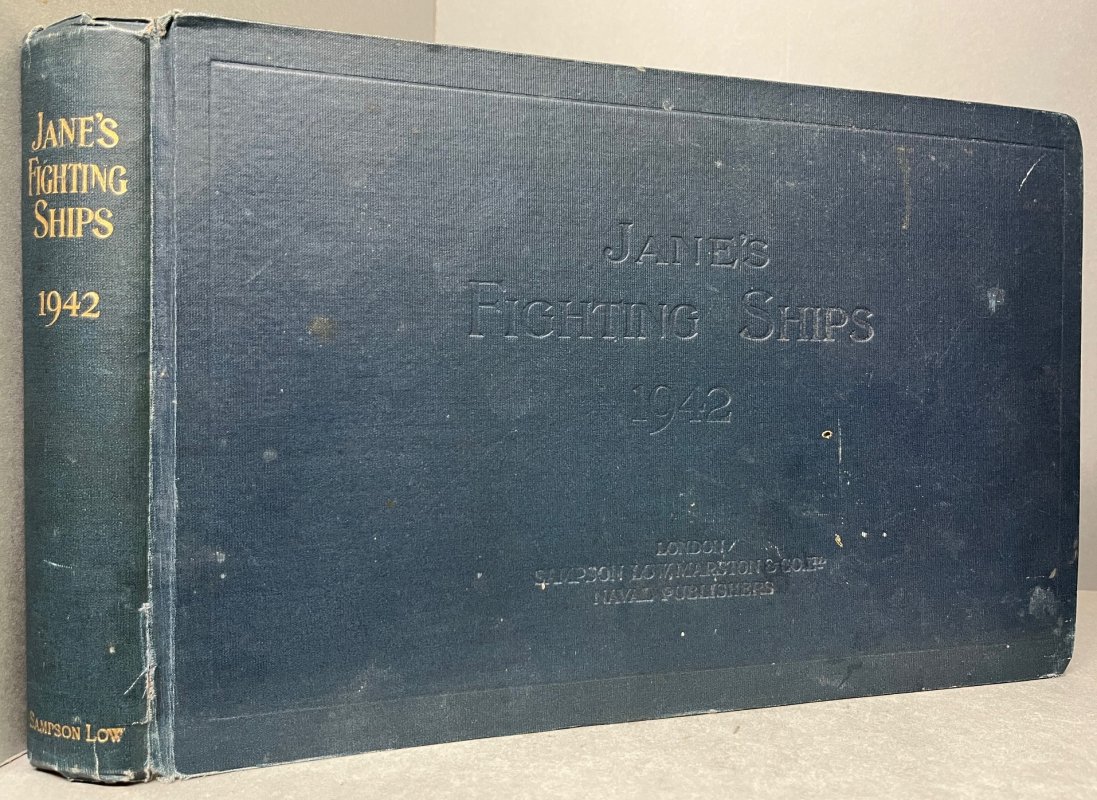 JANE'S
FIGHTING
SHIPS
1942
SAMPSON LOW
JANE'S
FIGHTING SHIPS
1942
LONDON
SAMPSON LOW, MARSTON & CO. LTD
NAVAL PUBLISHERS